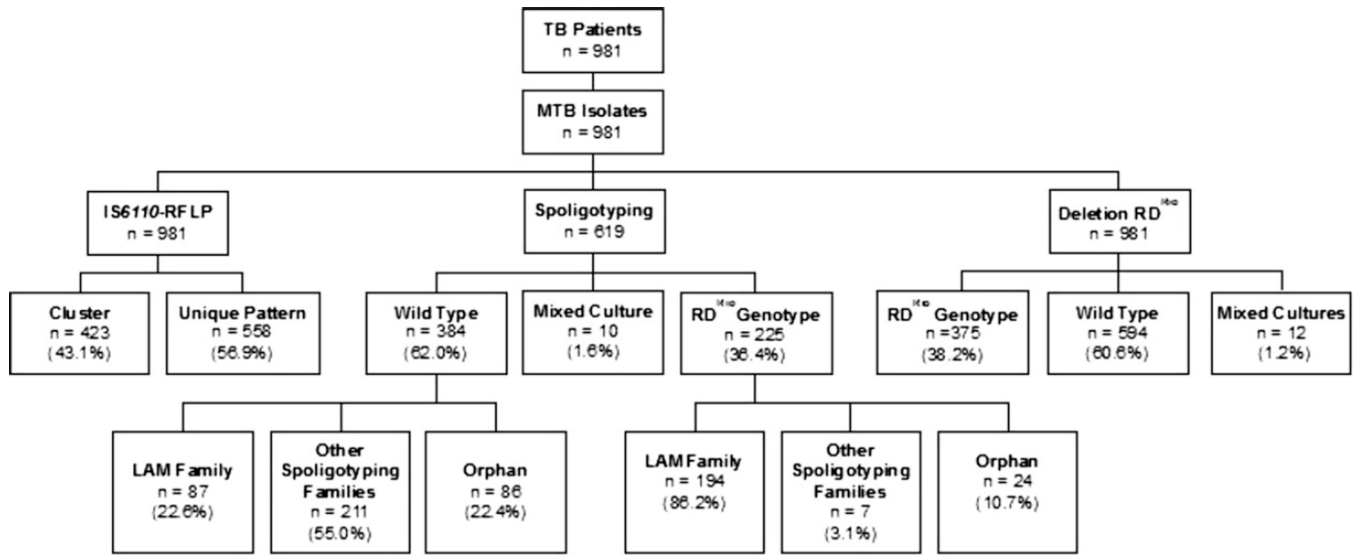 TB Patients
n = 981
MTB Isolates
n = 981
IS6110-RFLP
n = 981
Spoligotyping
n = 619
Deletion RD^Rio
n = 981
Cluster
n = 423
(43.1%)
Unique Pattern
n = 558
(56.9%)
Wild Type
n = 384
(62.0%)
Mixed Culture
n = 10
(1.6%)
RD^Rio Genotype
n = 225
(36.4%)
RD^Rio Genotype
n =375
(38.2%)
Wild Type
n = 594
(60.6%)
Mixed Cultures
n = 12
(1.2%)
LAM Family
n = 87
(22.6%)
Other
Spoligotyping
Families
n = 211
(55.0%)
Orphan
n = 86
(22.4%)
LAM Family
n = 194
(86.2%)
Other
Spoligotyping
Families
n = 7
(3.1%)
Orphan
n = 24
(10.7%)